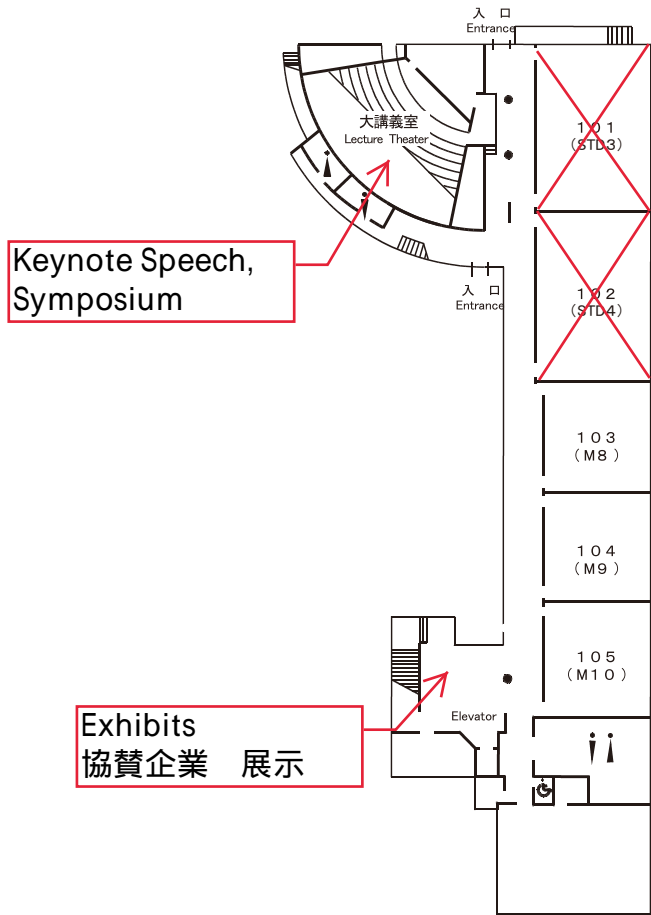 入 口
Entrance
大講義室
Lecture Theater
101
(STD3)
Keynote Speech,
Symposium
入 口
Entrance
102
(STD4)
103
(M8)
104
(M9)
105
(M10)
Elevator
Exhibits
協賛企業 展示